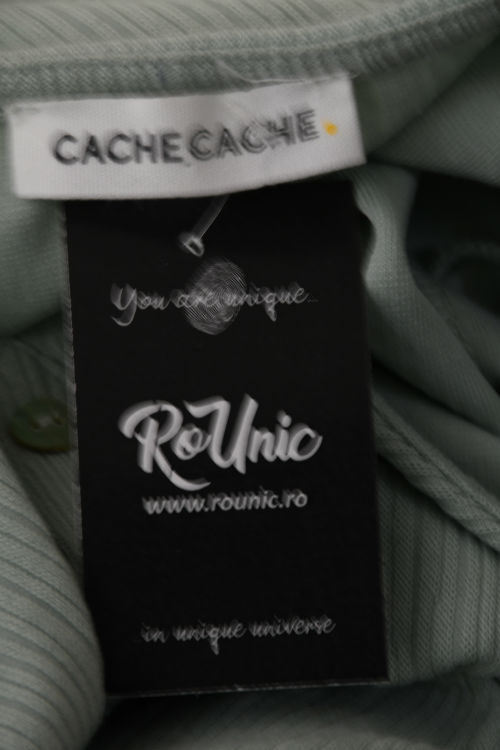 CACHE CACHE
You are unique...
RoUnic
www.rounic.ro
in unique universe